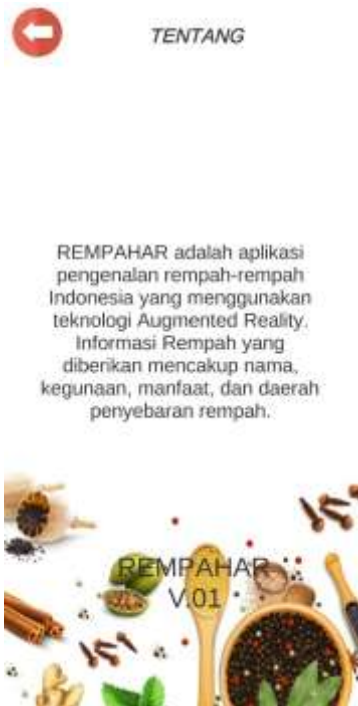 TENTANG
REMPAHAR adalah aplikasi
pengenalan rempah-rempah
Indonesia yang menggunakan
teknologi Augmented Reality.
Informasi Rempah yang
diberikan mencakup nama,
kegunaan, manfaat, dan daerah
penyebaran rempah.
REMPAHAR
V.01